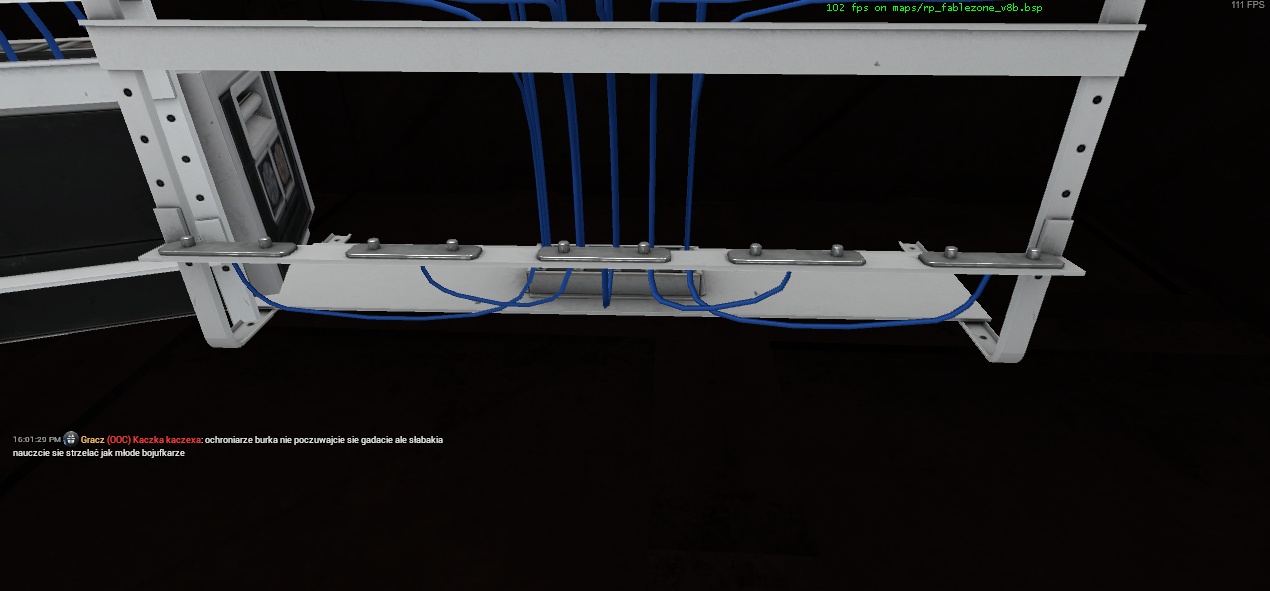 102 fps on maps/rp_fablezone_v8b.bsp
111 FPS
16:01:29 PM Gracz (OOC) Kaczka kaczexa: ochroniarze burka nie poczuwajcie sie gadacie ale słabakia
nauczcie sie strzelać jak młode bojufkarze